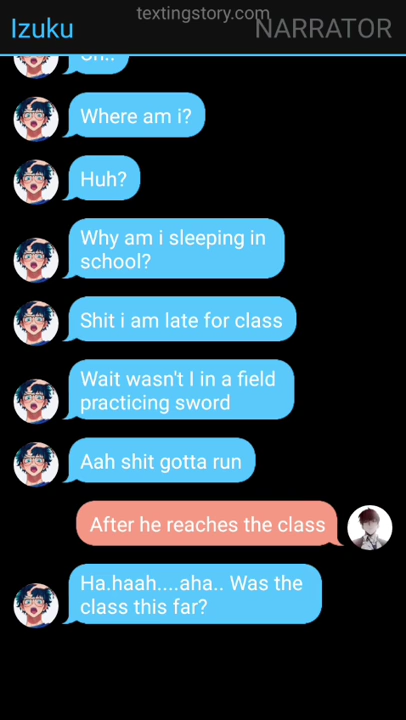 textingstory.com
Izuku
NARRATOR
Where am i?
Huh?
Why am i sleeping in
school?
Shit i am late for class
Wait wasn't I in a field
practicing sword
Aah shit gotta run
After he reaches the class
Ha.haah....aha.. Was the
class this far?